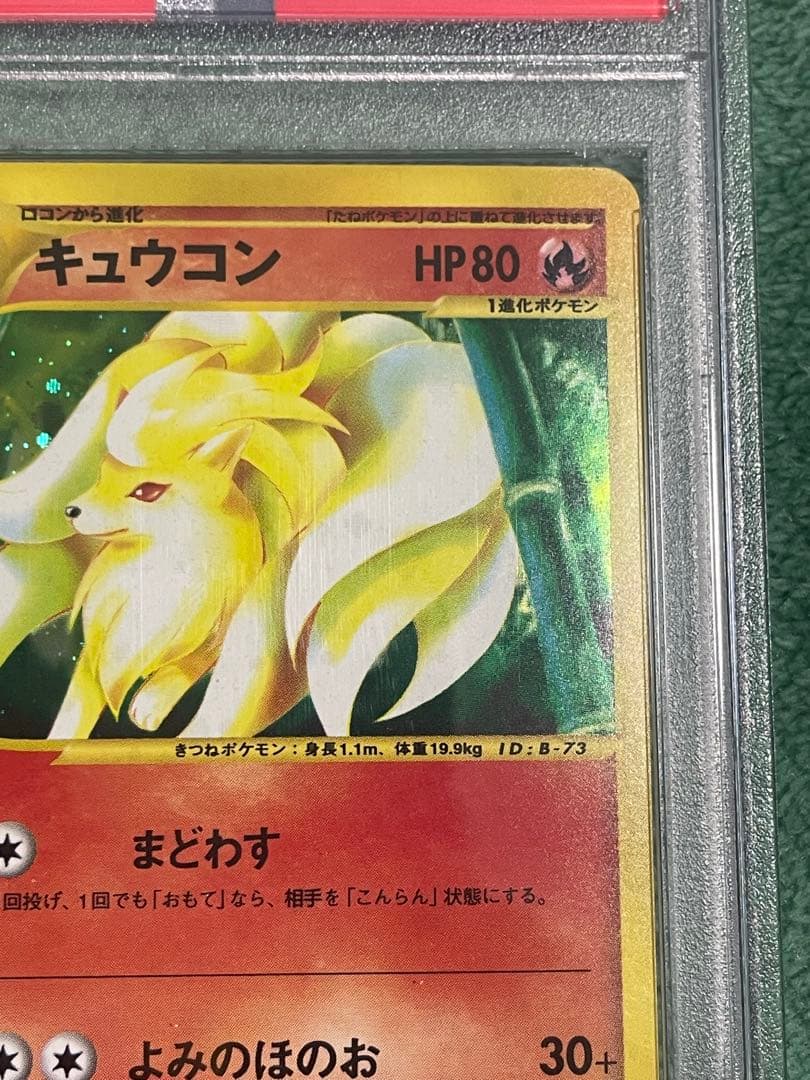 ロコンから進化 「たねポケモン」の上に重ねて進化させます
キュウコン HP80
1進化ポケモン
きつねポケモン：身長1.1m、体重19.9kg ID:B-73
まどわす
回投げ、1回でも「おもて」なら、相手を「こんらん」状態にする。
よみのほのお 30+